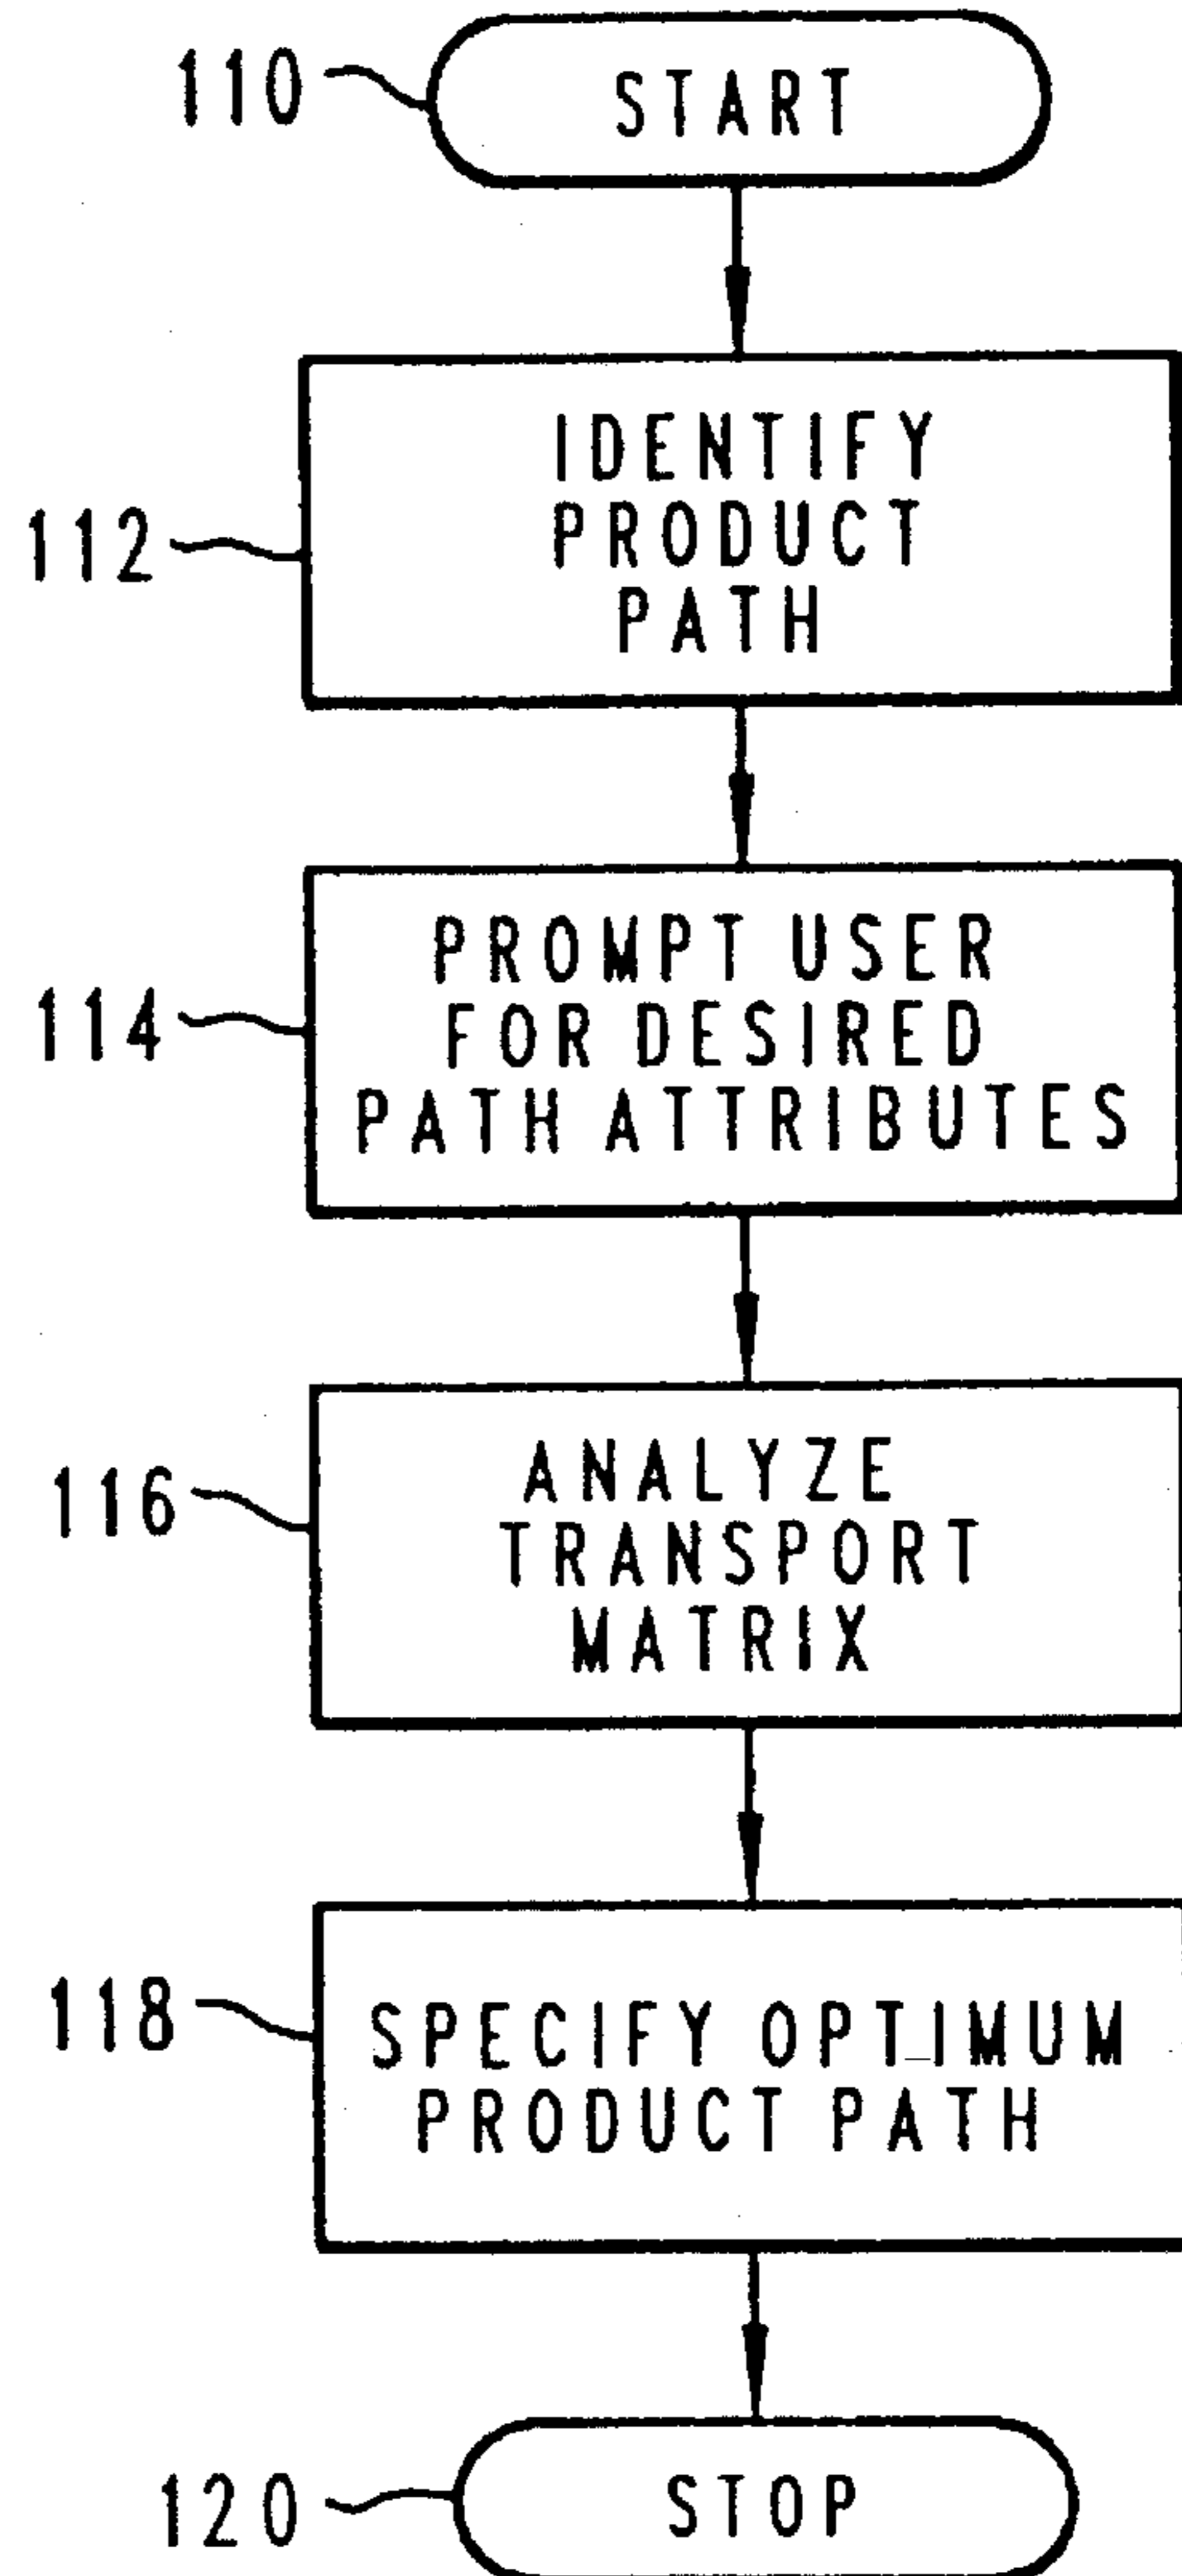 110
START
IDENTIFY
PRODUCT
PATH
112
PROMPT USER
FOR DESIRED
PATH ATTRIBUTES
114
ANALYZE
TRANSPORT
MATRIX
116
SPECIFY OPTIMUM
PRODUCT PATH
118
STOP
120